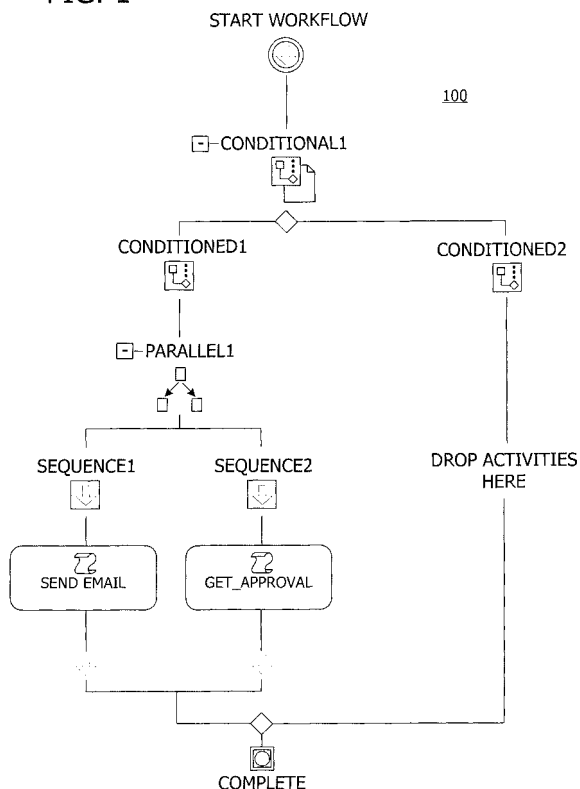 FIG. 1
START WORKFLOW
100
CONDITIONAL1
CONDITIONED1
CONDITIONED2
PARALLEL1
SEQUENCE1
SEQUENCE2
DROP ACTIVITIES
HERE
SEND EMAIL
GET_APPROVAL
COMPLETE